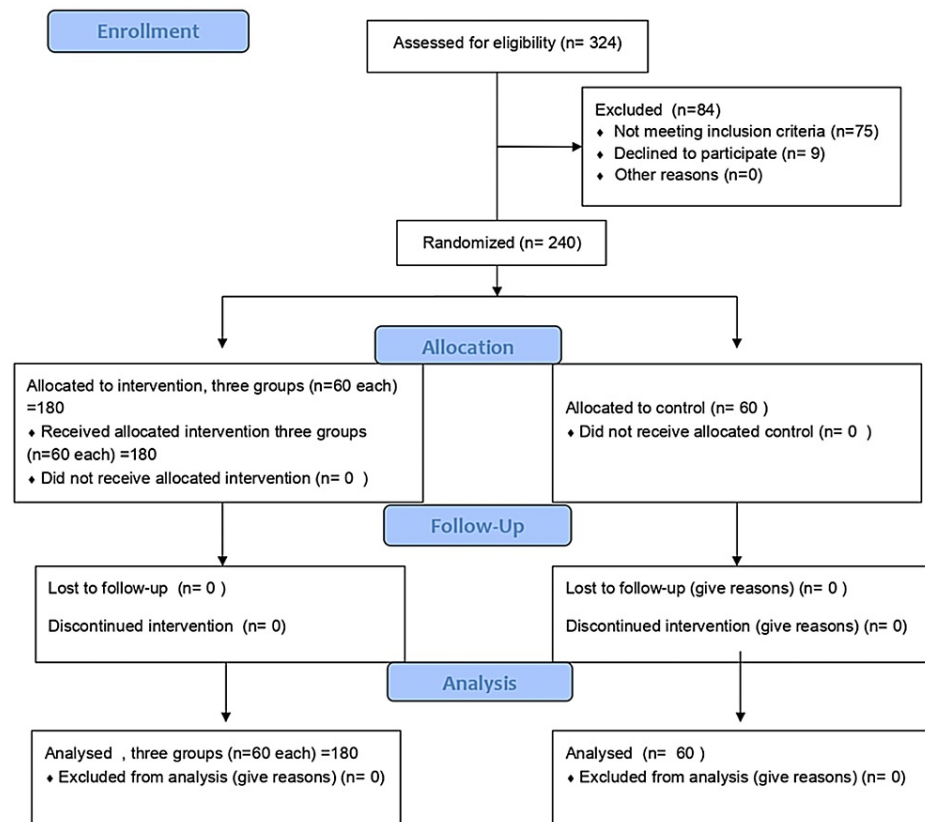 Enrollment
Assessed for eligibility (n= 324)
Excluded (n=84)
♦ Not meeting inclusion criteria (n=75)
♦ Declined to participate (n= 9)
♦ Other reasons (n=0)
Randomized (n= 240)
Allocation
Allocated to intervention, three groups (n=60 each)
=180
♦ Received allocated intervention three groups
(n=60 each) =180
♦ Did not receive allocated intervention (n= 0 )
Allocated to control (n= 60 )
♦ Did not receive allocated control (n= 0 )
Follow-Up
Lost to follow-up (n= 0 )
Discontinued intervention (n= 0)
Lost to follow-up (give reasons) (n= 0 )
Discontinued intervention (give reasons) (n= 0)
Analysis
Analysed , three groups (n=60 each) =180
♦ Excluded from analysis (give reasons) (n= 0)
Analysed (n= 60 )
♦ Excluded from analysis (give reasons) (n= 0)